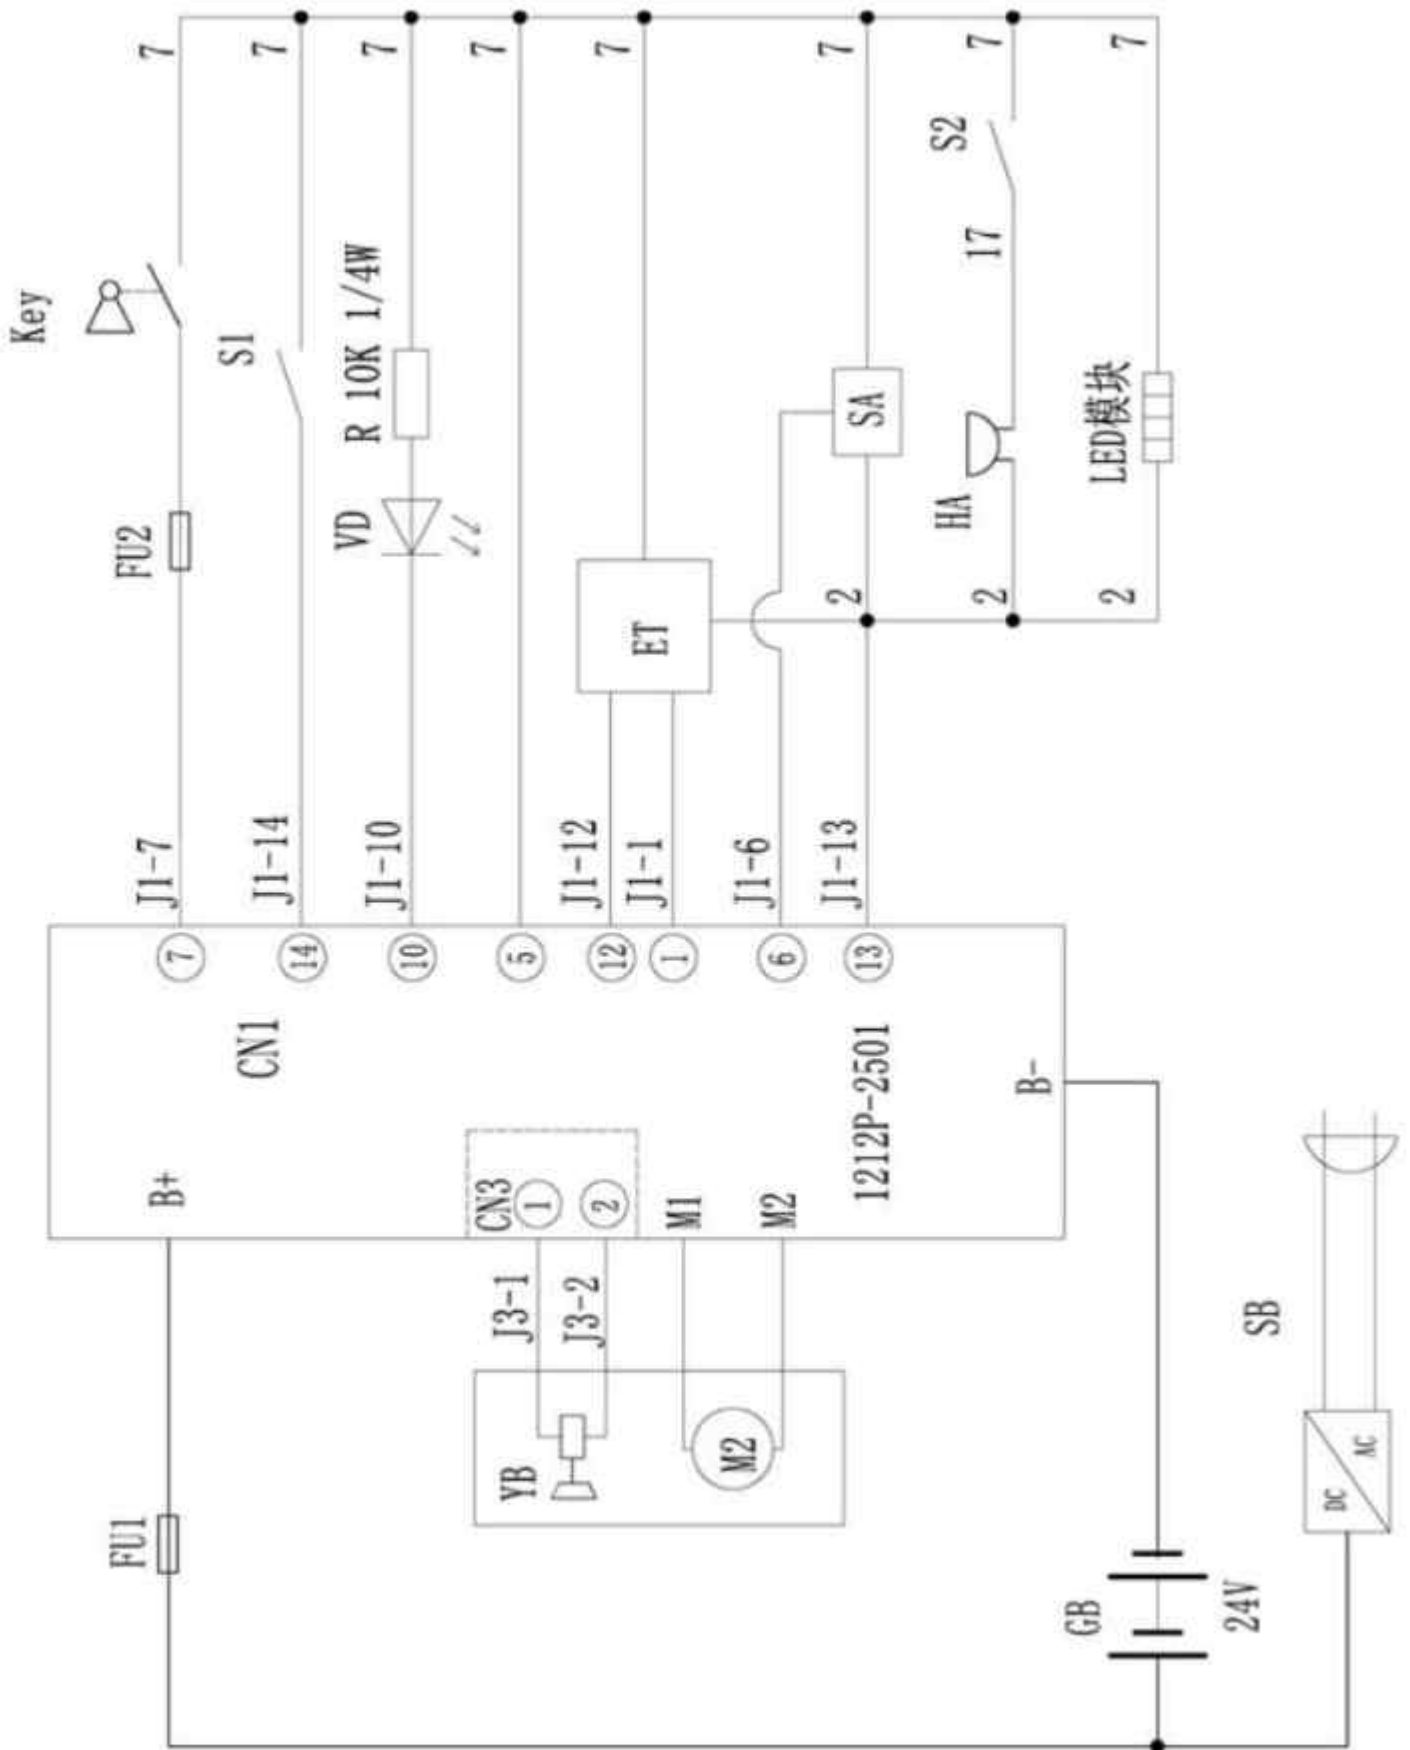 Key
FU1
FU2
B+
J1-7
7
7
S1
CN1
J1-14
7
14
VD
R 10K 1/4W
J1-10
7
10
CN3
7
YB
J3-1
1
5
J3-2
2
J1-12
12
7
ET
J1-1
1
M1
M2
M2
J1-6
6
J1-13
2
7
SA
13
1212P-2501
HA
S2
2
17
7
B-
GB
LED模块
2
7
24V
SB
DC
AC